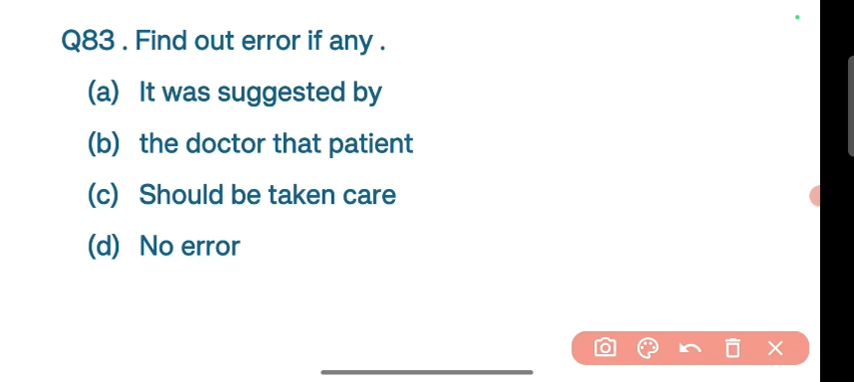 Q83 . Find out error if any .
(a) It was suggested by
(b) the doctor that patient
(c) Should be taken care
(d) No error